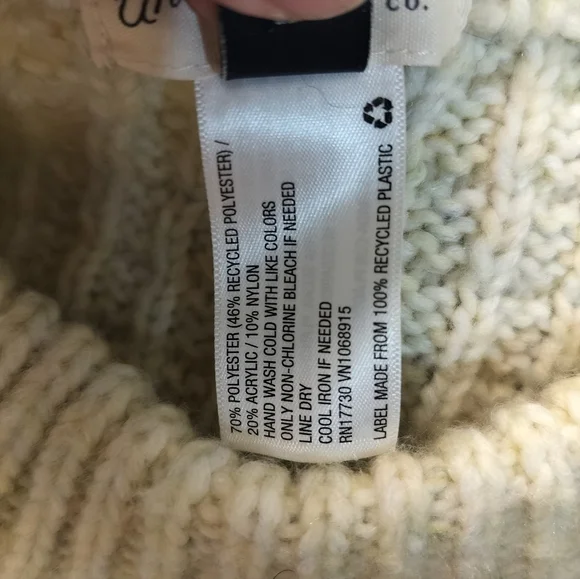 co.
70% POLYESTER (46% RECYCLED POLYESTER) /
20% ACRYLIC / 10% NYLON
HAND WASH COLD WITH LIKE COLORS
ONLY NON-CHLORINE BLEACH IF NEEDED
LINE DRY
COOL IRON IF NEEDED
RN17730 VN1068915
LABEL MADE FROM 100% RECYCLED PLASTIC